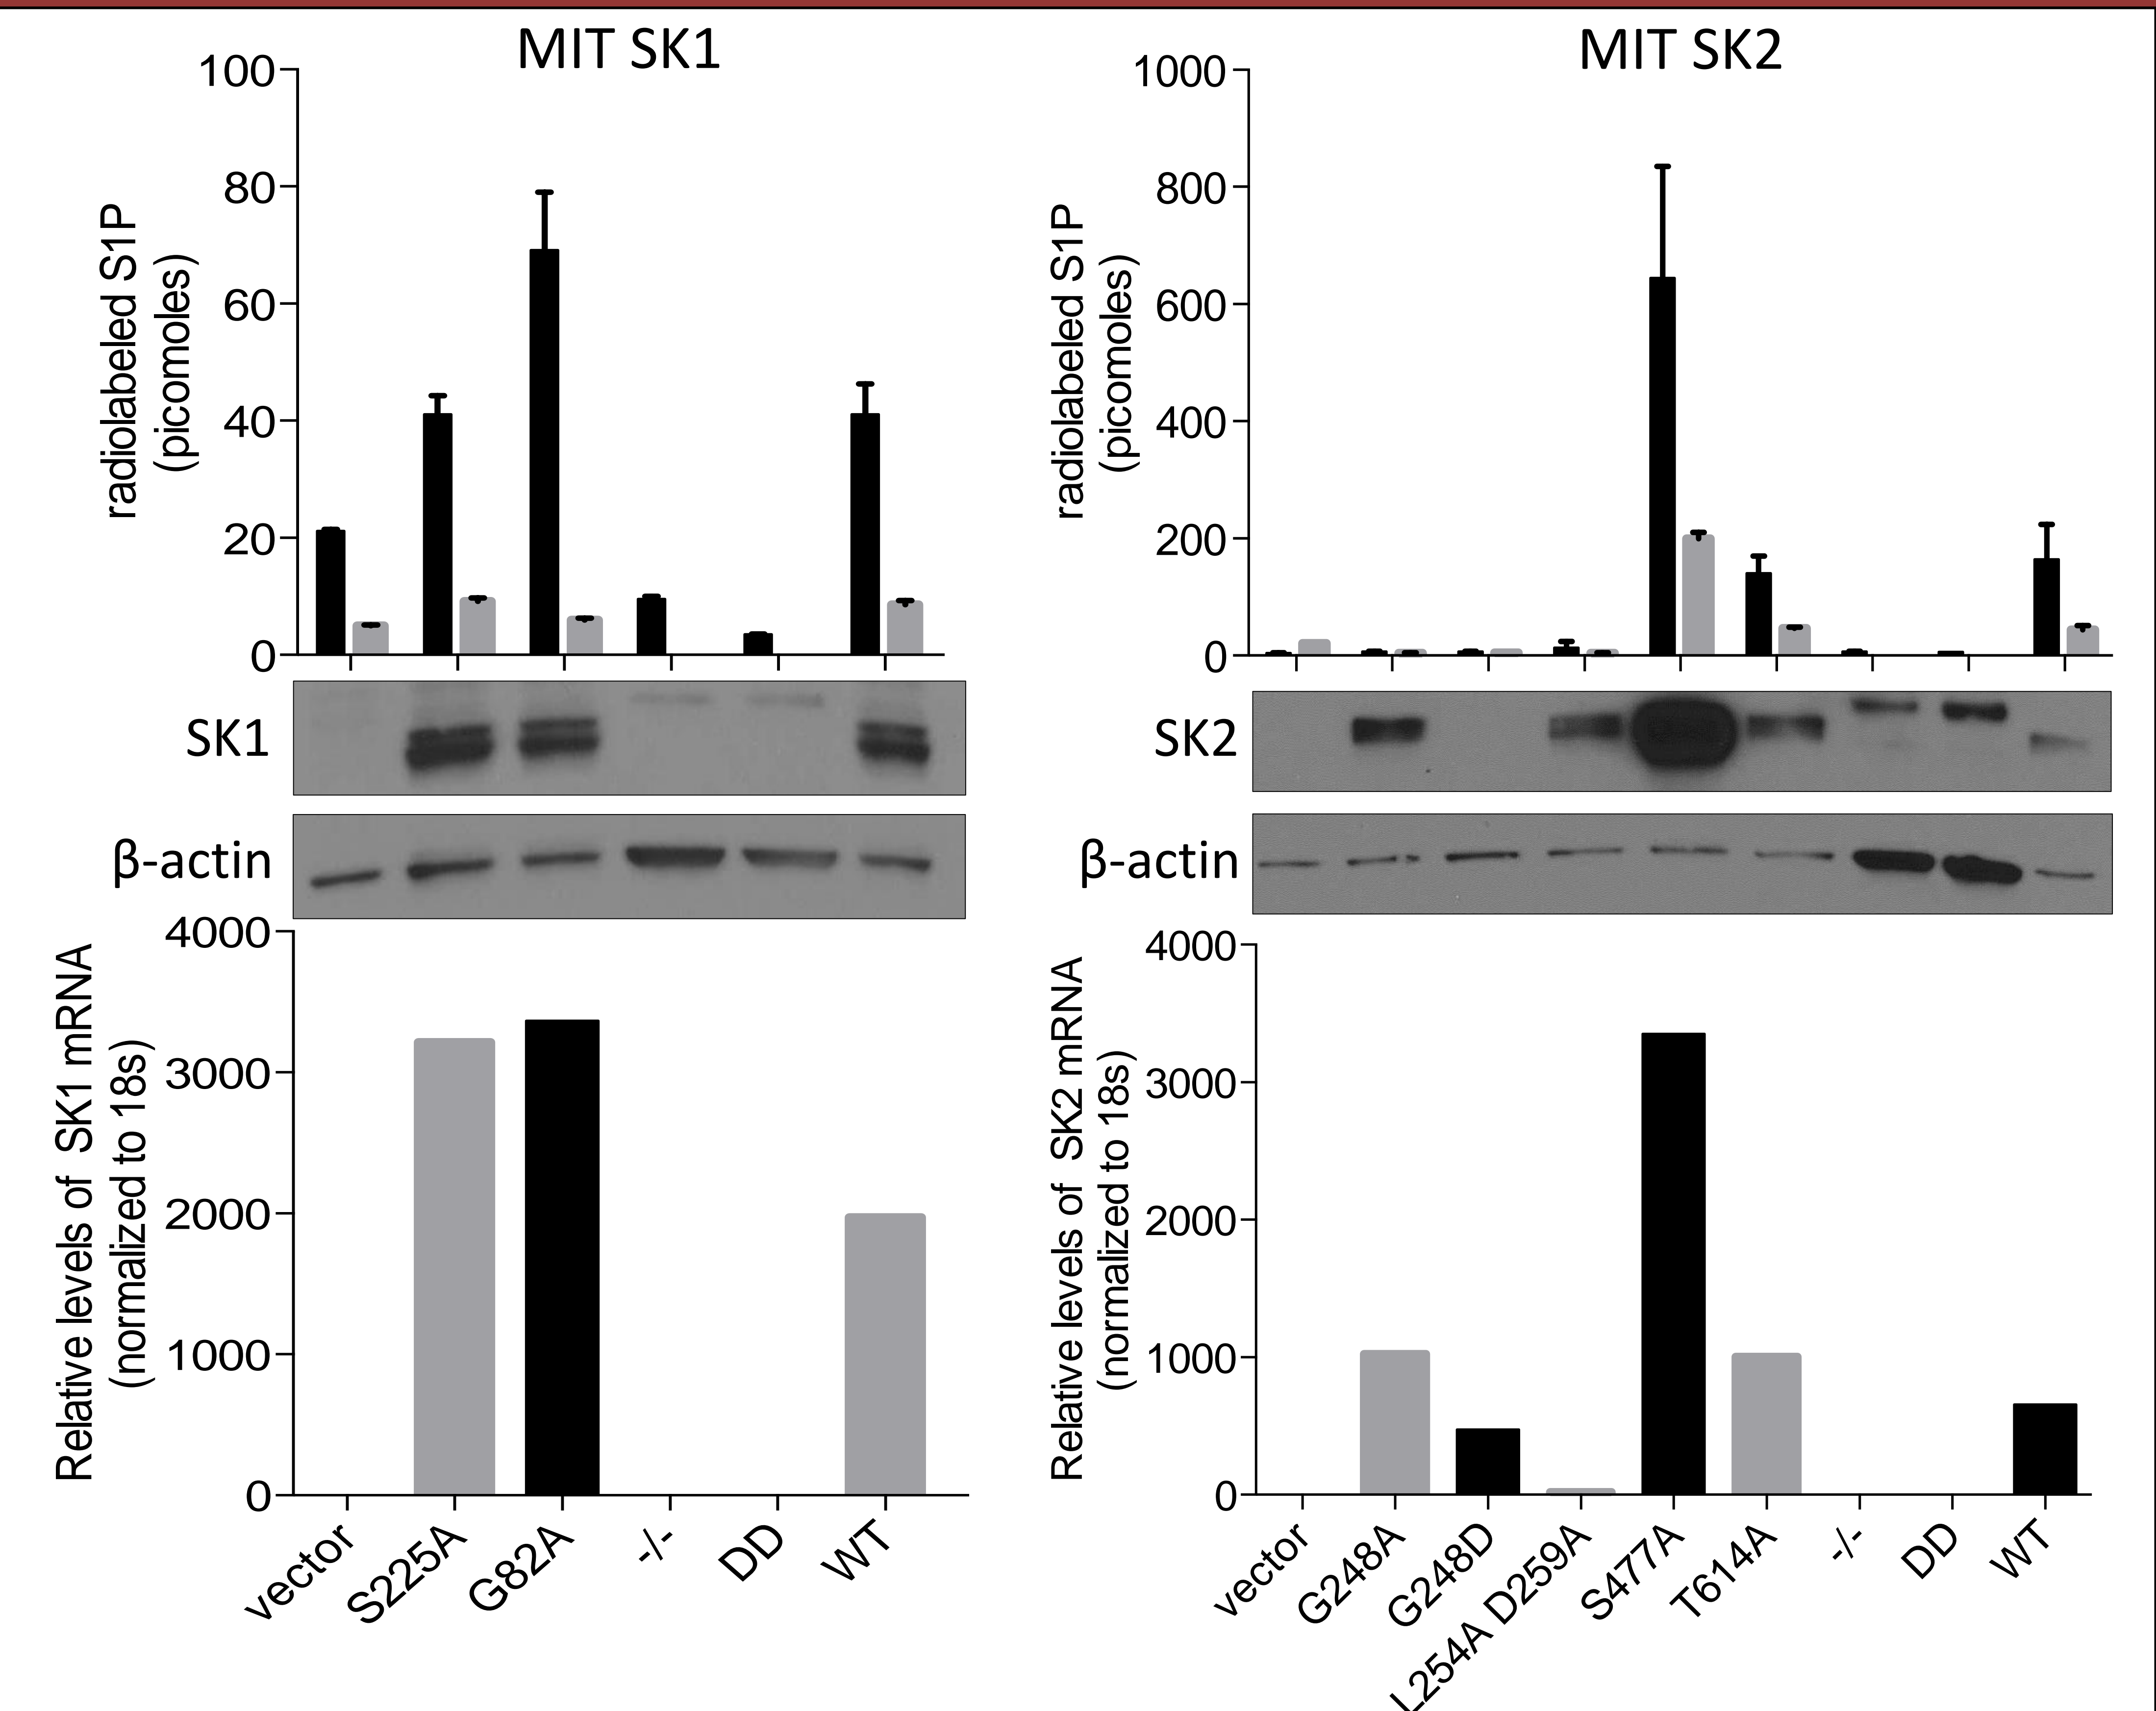 MIT SK1
100
80
60
40
20
0
radiolabeled S1P
(picomoles)
SK1
β-actin
4000
3000
2000
1000
0
Relative levels of SK1 mRNA
(normalized to 18s)
vector
S225A
G82A
-/-
DD
WT
MIT SK2
1000
800
600
400
200
0
radiolabeled S1P
(picomoles)
SK2
β-actin
4000
3000
2000
1000
0
Relative levels of SK2 mRNA
(normalized to 18s)
vector
G248A
G248D
L254A D259A
S477A
T614A
-/-
DD
WT